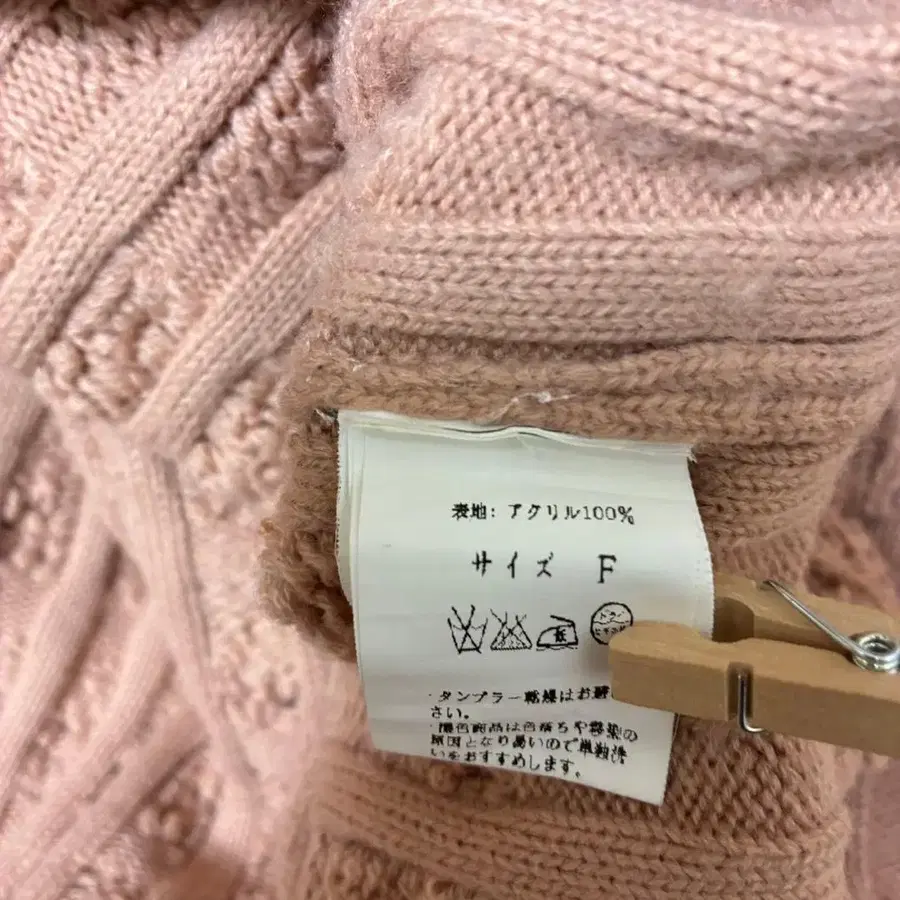 表地: アクリル100%
サイズ F
・タンブラー乾燥はお避
さい。
・濃色商品は色落ちや移染の
原因となり易いので単独洗
いをおすすめします。